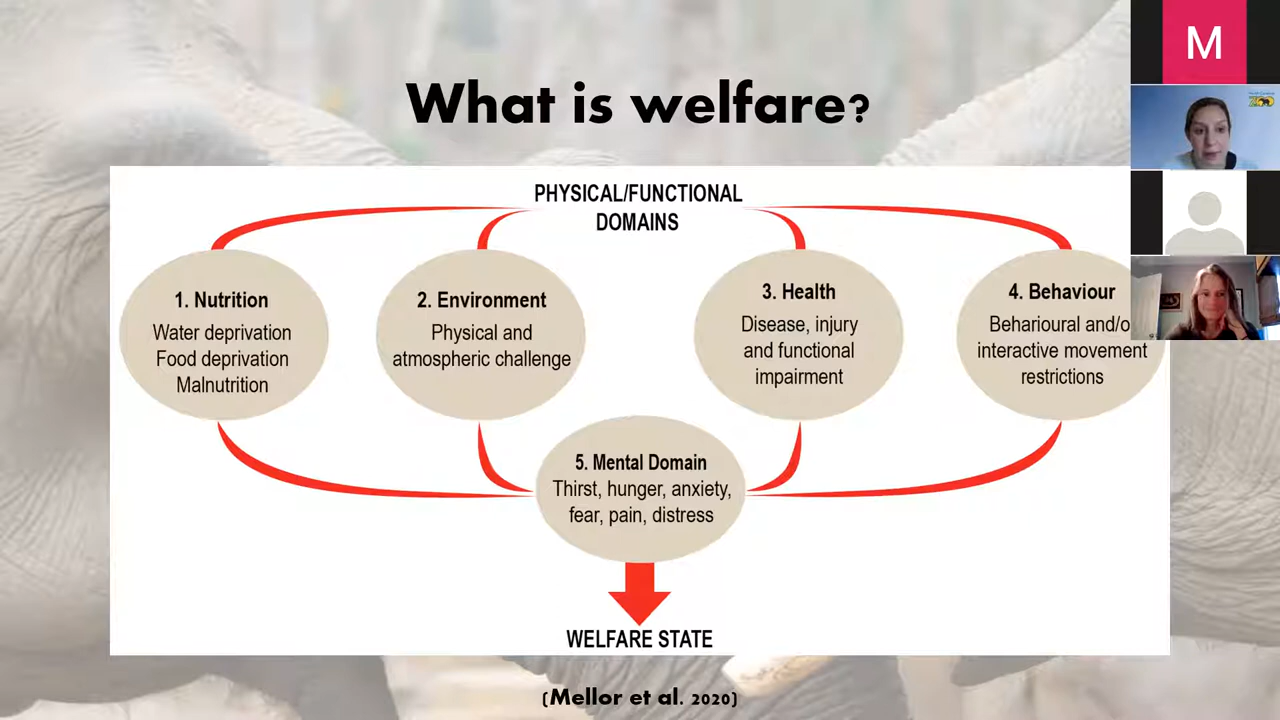 What is welfare?
PHYSICAL/FUNCTIONAL
DOMAINS
1. Nutrition
Water deprivation
Food deprivation
Malnutrition
2. Environment
Physical and
atmospheric challenge
3. Health
Disease, injury
and functional
impairment
4. Behaviour
Beharioural and/o
interactive movement
restrictions
5. Mental Domain
Thirst, hunger, anxiety,
fear, pain, distress
WELFARE STATE
(Mellor et al. 2020)
M
ZOO